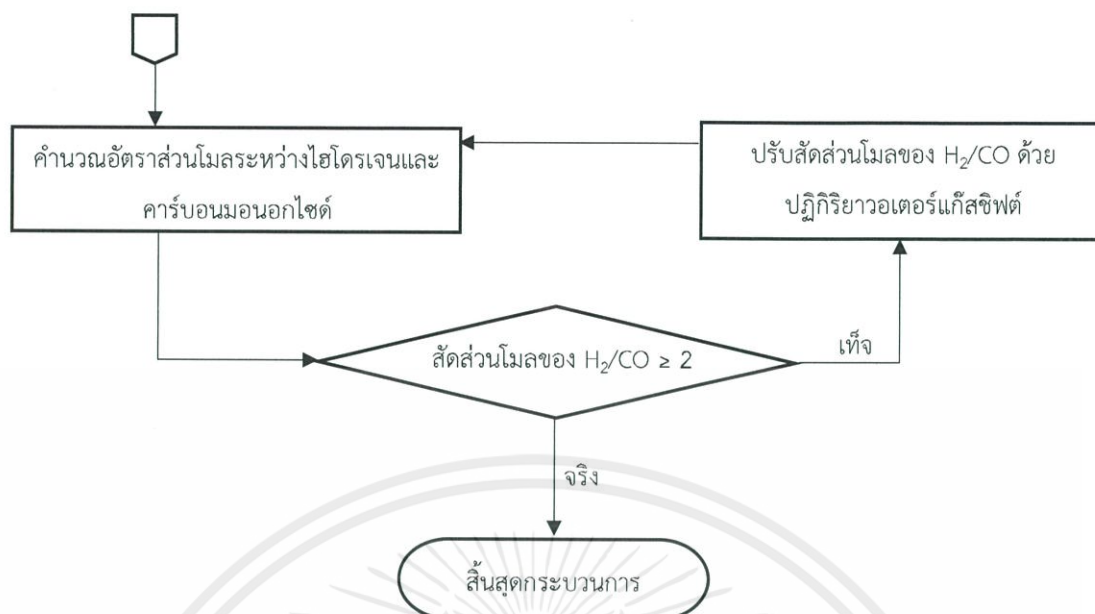 คำนวณอัตราส่วนโมลระหว่างไฮโดรเจนและ
คาร์บอนมอนอกไซด์
ปรับสัดส่วนโมลของ H₂/CO ด้วย
ปฏิกิริยาวอเตอร์แก๊สชิฟต์
สัดส่วนโมลของ H₂/CO ≥ 2
เท็จ
จริง
สิ้นสุดกระบวนการ